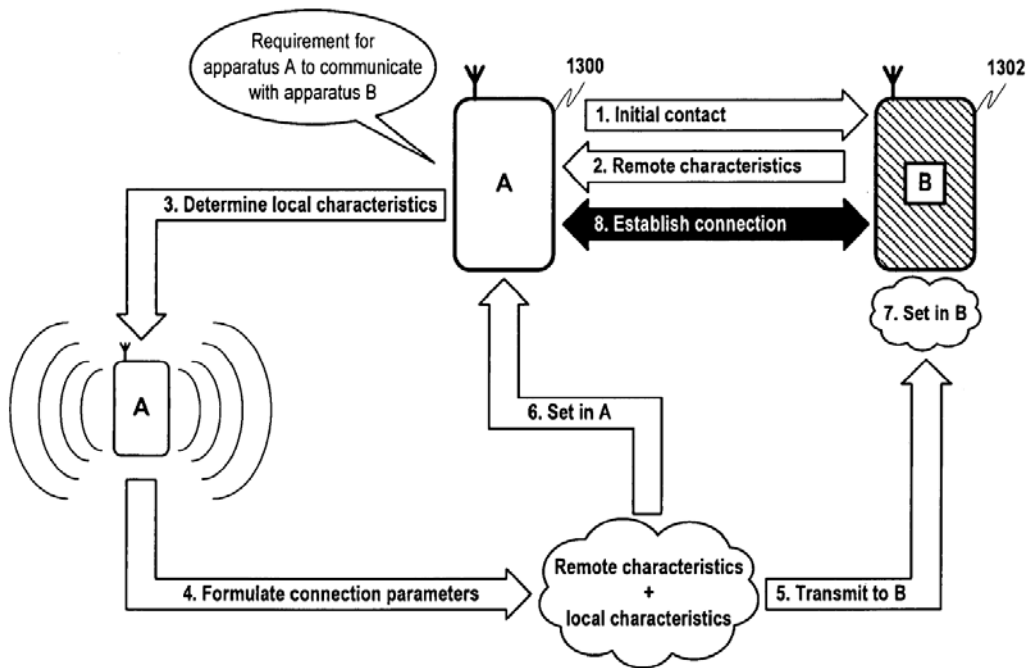 Requirement for
apparatus A to communicate
with apparatus B
1300
1302
1. Initial contact
2. Remote characteristics
A
B
3. Determine local characteristics
8. Establish connection
7. Set in B
A
6. Set in A
Remote characteristics
+
local characteristics
4. Formulate connection parameters
5. Transmit to B